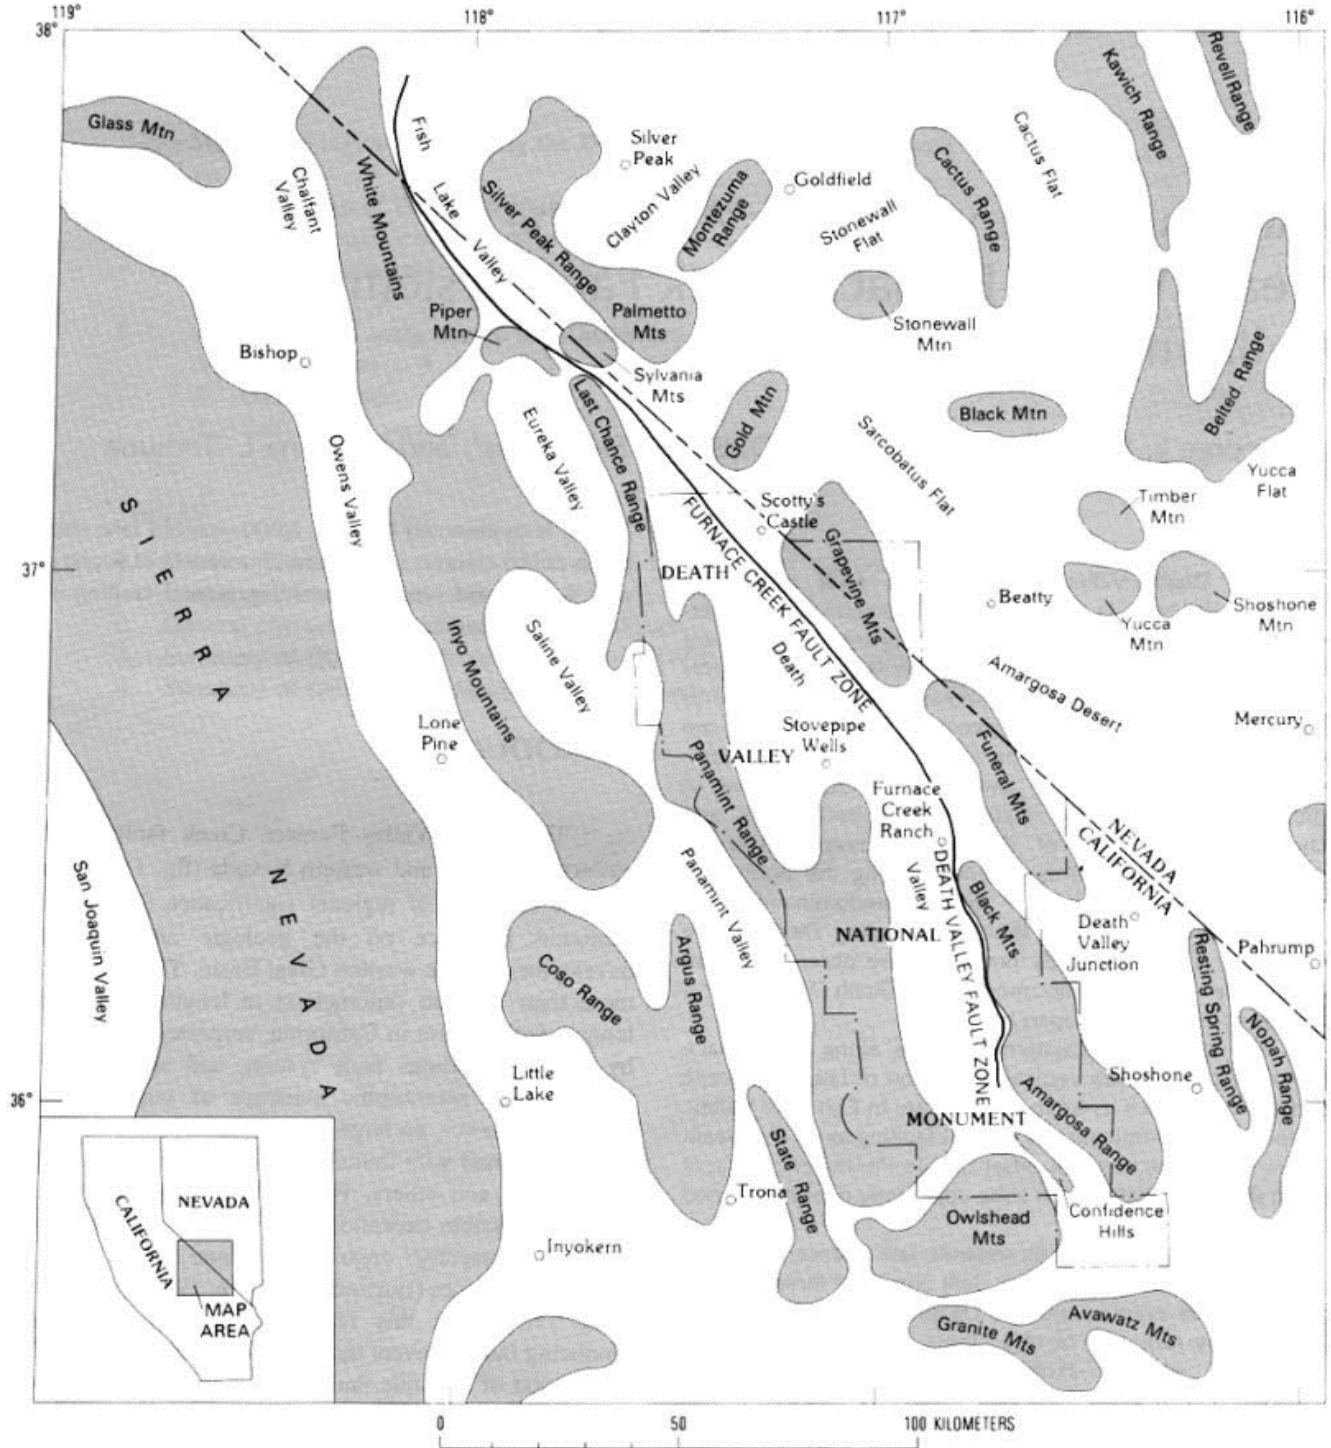 119°
118°
117°
116°
38°
Glass Mtn
Chalfant
Valley
White Mountains
Fish
Lake
Valley
Silver
Peak
Silver Peak Range
Clayton Valley
Montezuma
Range
Goldfield
Stonewall
Flat
Cactus Range
Cactus Flat
Kawich Range
Revell Range
Piper
Mtn
Palmetto
Mts
Stonewall
Mtn
Bishop
Sylvania
Mts
Gold Mtn
Black Mtn
Belted Range
Last Chance Range
Eureka Valley
Owens Valley
Sarcobatus Flat
Yucca
Flat
Timber
Mtn
Scotty's
Castle
SIERRA
NEVADA
37°
DEATH
FURNACE CREEK FAULT ZONE
Grapevine Mts
Beatty
Yucca
Mtn
Shoshone
Mtn
Inyo Mountains
Saline Valley
Death
Valley
Amargosa Desert
Lone
Pine
Stovepipe
Wells
VALLEY
Panamint Range
Funeral Mts
Mercury
Furnace
Creek
Ranch
NEVADA
CALIFORNIA
San Joaquin Valley
Panamint Valley
DEATH VALLEY FAULT ZONE
Black Mts
Death
Valley
Junction
NATIONAL
Resting Spring Range
Pahrump
Coso Range
Argus Range
Nopah Range
Little
Lake
Shoshone
36°
MONUMENT
Amargosa Range
State Range
Trona
Owlshead
Mts
Confidence
Hills
Inyokern
Granite Mts
Avawatz Mts
NEVADA
CALIFORNIA
MAP
AREA
0
50
100 KILOMETERS